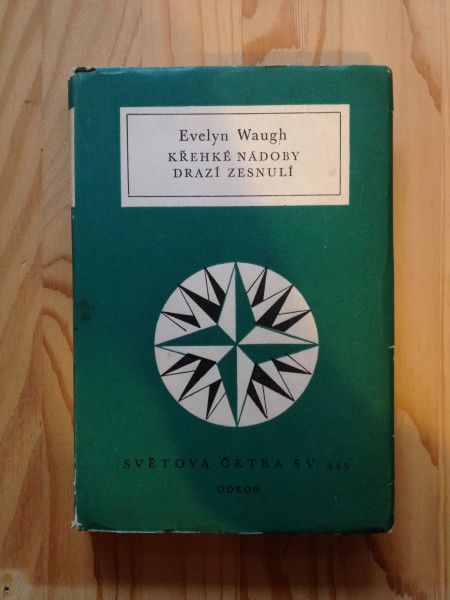 Evelyn Waugh
KŘEHKÉ NÁDOBY
DRAZÍ ZESNULÍ
SVĚTOVÁ ČETBA SV. 443
ODEON